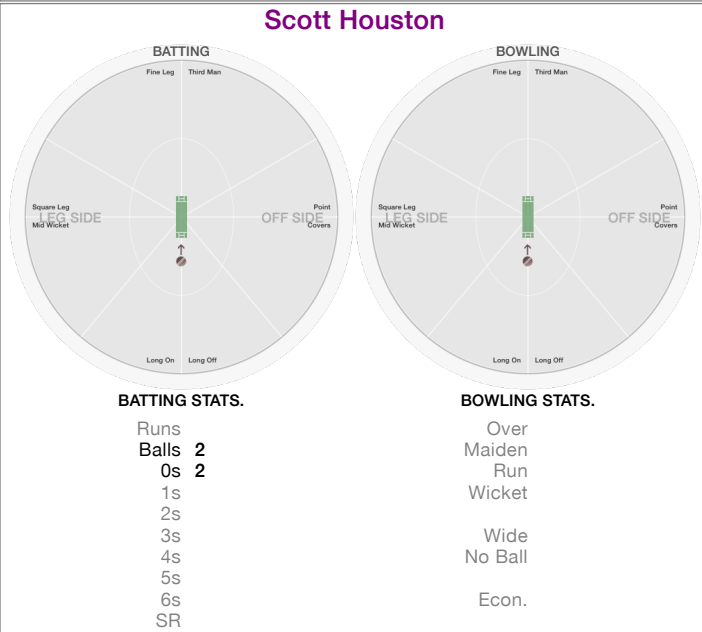 Scott Houston
BATTING
Fine Leg Third Man
Square Leg
LEG SIDE
Mid Wicket
Point
OFF SIDE
Covers
Long On Long Off
BOWLING
Fine Leg Third Man
Square Leg
LEG SIDE
Mid Wicket
Point
OFF SIDE
Covers
Long On Long Off
BATTING STATS.
Runs
Balls 2
0s 2
1s
2s
3s
4s
5s
6s
SR
BOWLING STATS.
Over
Maiden
Run
Wicket
Wide
No Ball
Econ.